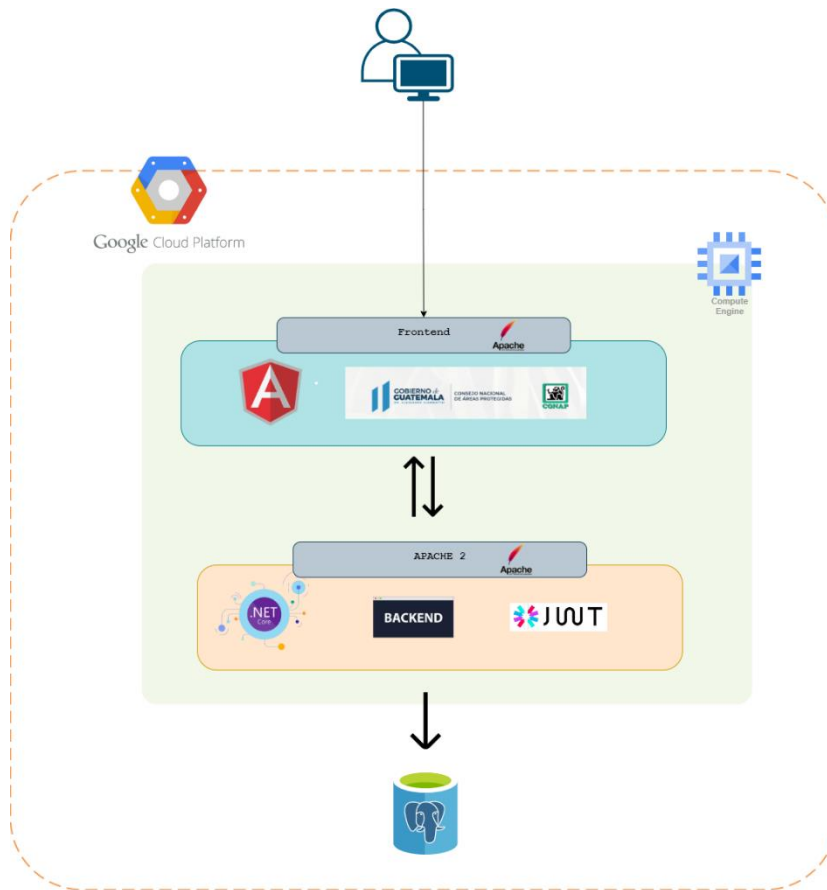 Google Cloud Platform
Compute
Engine
Frontend
Apache
GOBIERNO de
GUATEMALA
CONSEJO NACIONAL
DE ÁREAS PROTEGIDAS
CONAP
APACHE 2
Apache
.NET
Core
BACKEND
JWT